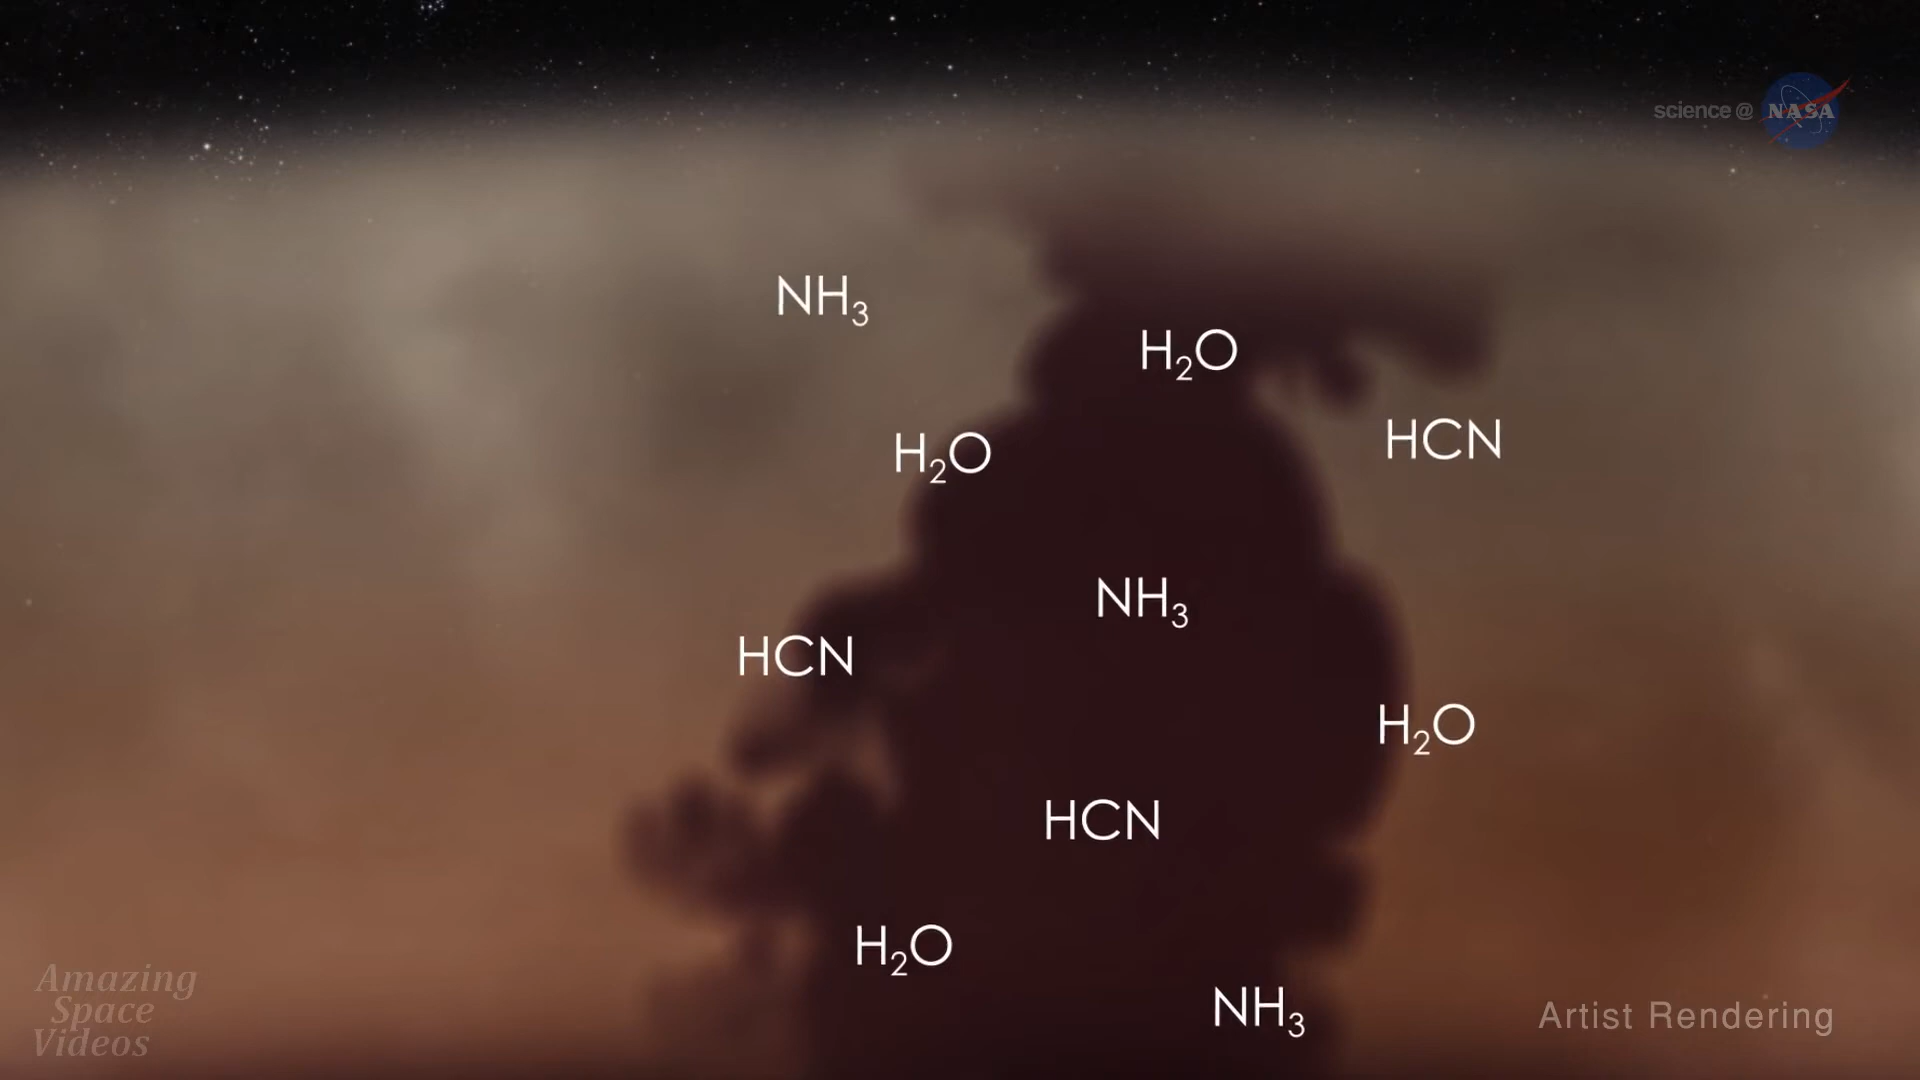 science @ NASA
NH₃
H₂O
HCN
H₂O
NH₃
HCN
H₂O
HCN
H₂O
NH₃
Amazing
Space
Videos
Artist Rendering